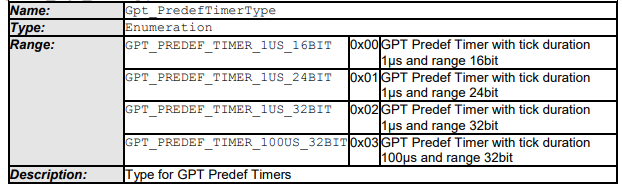 Name: Gpt_PredefTimerType
Type: Enumeration
Range: GPT_PREDEF_TIMER_1US_16BIT 0x00 GPT Predef Timer with tick duration
1µs and range 16bit
GPT_PREDEF_TIMER_1US_24BIT 0x01 GPT Predef Timer with tick duration
1µs and range 24bit
GPT_PREDEF_TIMER_1US_32BIT 0x02 GPT Predef Timer with tick duration
1µs and range 32bit
GPT_PREDEF_TIMER_100US_32BIT 0x03 GPT Predef Timer with tick duration
100µs and range 32bit
Description: Type for GPT Predef Timers